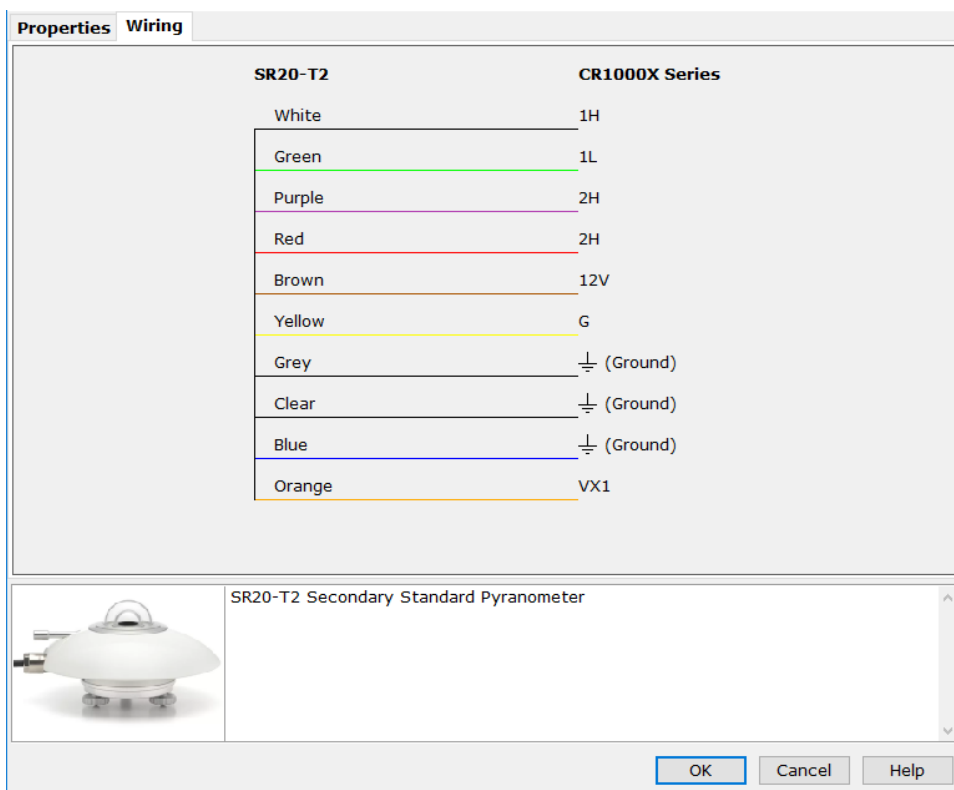 Properties Wiring
SR20-T2 CR1000X Series
White 1H
Green 1L
Purple 2H
Red 2H
Brown 12V
Yellow G
Grey ⏚ (Ground)
Clear ⏚ (Ground)
Blue ⏚ (Ground)
Orange VX1
SR20-T2 Secondary Standard Pyranometer
OK Cancel Help